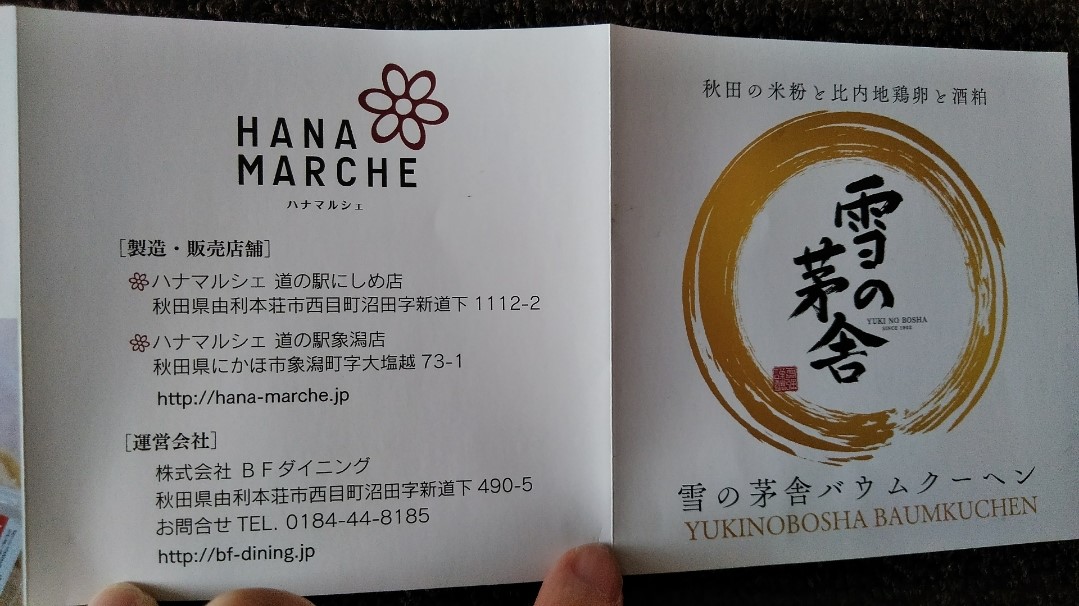 HANA
MARCHE
ハナマルシェ
[製造・販売店舗]
ハナマルシェ 道の駅にしめ店
秋田県由利本荘市西目町沼田字新道下 1112-2
ハナマルシェ 道の駅象潟店
秋田県にかほ市象潟町字大塩越 73-1
http://hana-marche.jp
[運営会社]
株式会社 ＢＦダイニング
秋田県由利本荘市西目町沼田字新道下 490-5
お問合せ TEL. 0184-44-8185
http://bf-dining.jp
秋田の米粉と比内地鶏卵と酒粕
雪の
茅舎
YUKI NO BOSHA
SINCE 1902
雪の茅舎バウムクーヘン
YUKINOBOSHA BAUMKUCHEN